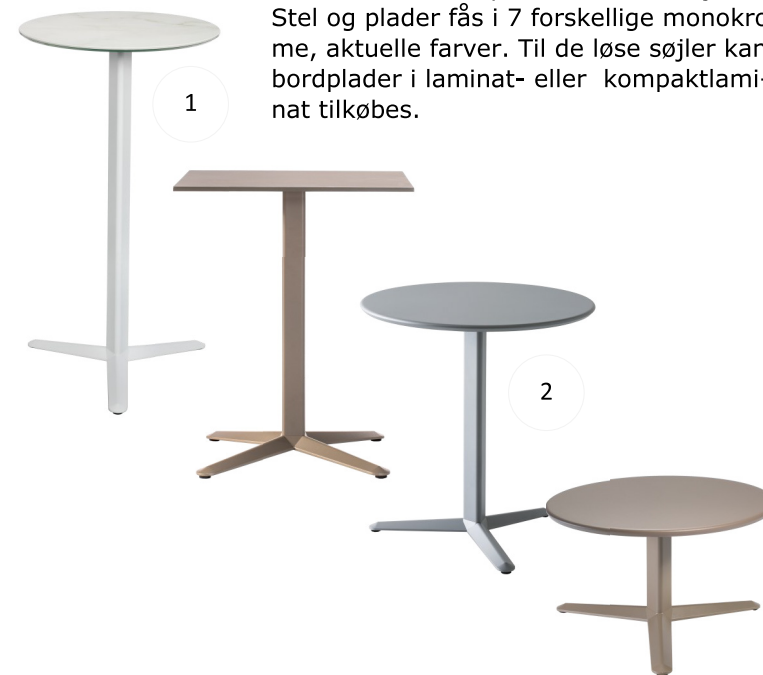 Stel og plader fås i 7 forskellige monokro
me, aktuelle farver. Til de løse søjler kan
bordplader i laminat- eller kompaktlami-
nat tilkøbes.
1
2